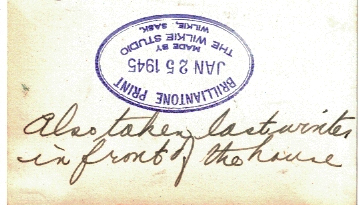 BRILLIANTONE PRINT
JAN 25 1945
MADE BY
THE WILKIE STUDIO
WILKIE, SASK.
Also taken last winter
in front of the house